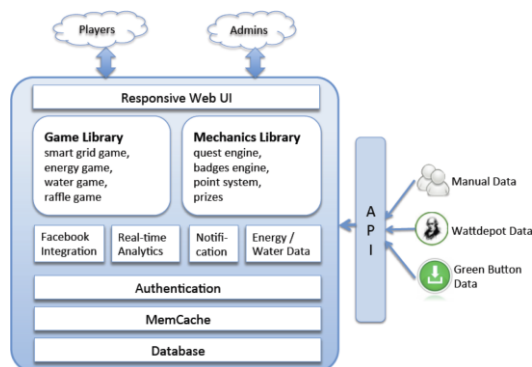 Players
Admins
Responsive Web UI
Game Library
smart grid game,
energy game,
water game,
raffle game
Mechanics Library
quest engine,
badges engine,
point system,
prizes
Facebook
Integration
Real-time
Analytics
Notifi-
cation
Energy /
Water Data
Authentication
MemCache
Database
A
P
I
Manual Data
Wattdepot Data
Green Button
Data